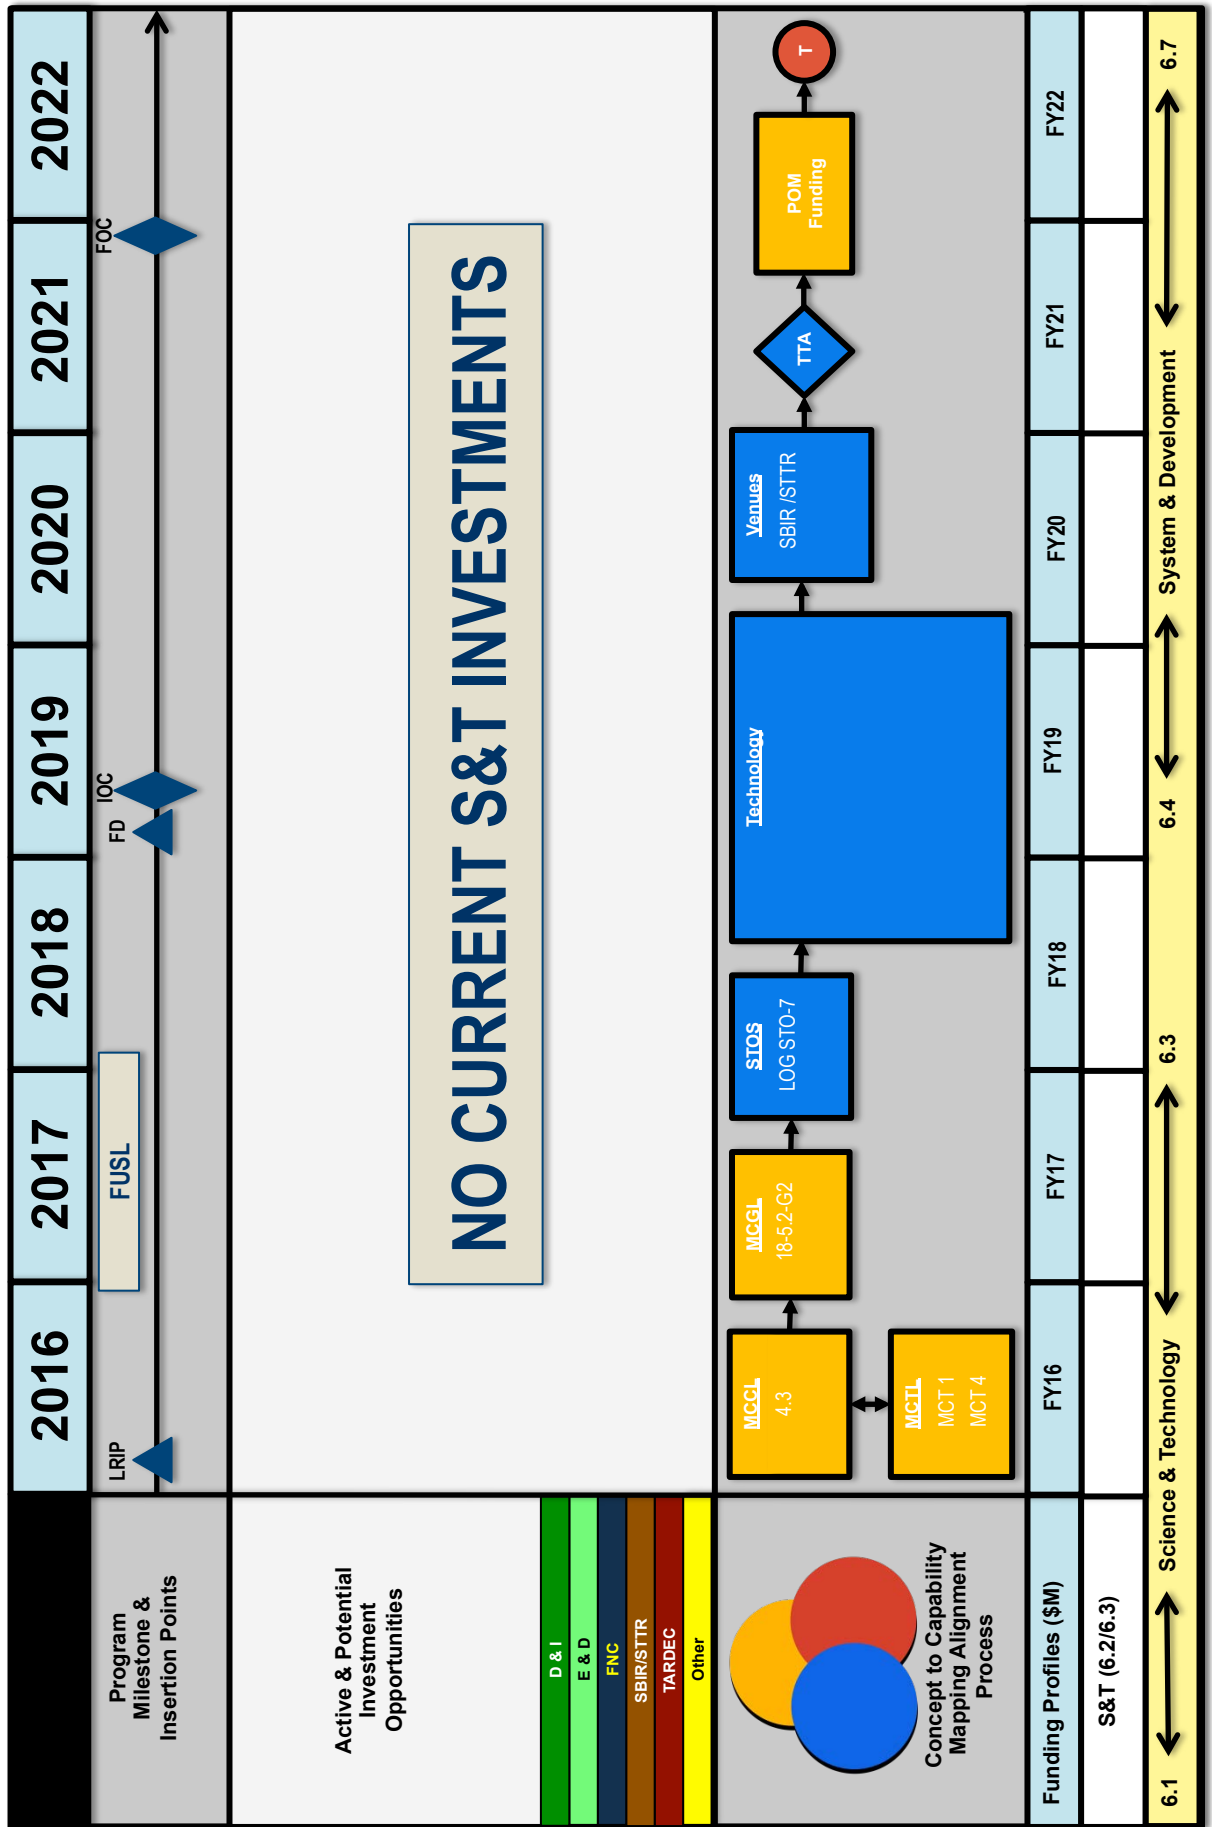 2016 2017 2018 2019 2020 2021 2022
Program
Milestone &
Insertion Points
LRIP
FUSL
FD
IOC
FOC
Active & Potential
Investment
Opportunities
D & I
E & D
FNC
SBIR/STTR
TARDEC
Other
NO CURRENT S&T INVESTMENTS
Concept to Capability
Mapping Alignment
Process
MCCL
4.3
MCTL
MCT 1
MCT 4
MCGL
18-5.2-G2
STOS
LOG STO-7
Technology
Venues
SBIR /STTR
TTA
POM
Funding
T
Funding Profiles ($M) FY16 FY17 FY18 FY19 FY20 FY21 FY22
S&T (6.2/6.3)
6.1 Science & Technology 6.3 6.4 System & Development 6.7